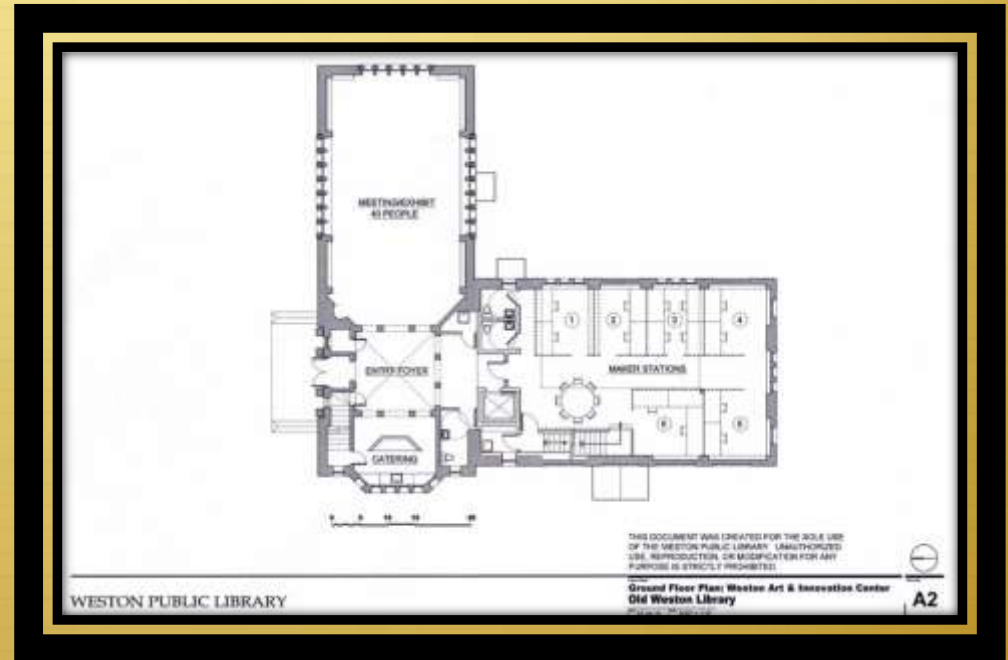 MEETING/EXHIBIT
40 PEOPLE
ENTRY FOYER
CATERING
1
2
3
4
MAKER STATIONS
6
5
THIS DOCUMENT WAS CREATED FOR THE SOLE USE
OF THE WESTON PUBLIC LIBRARY. UNAUTHORIZED
USE, REPRODUCTION, OR MODIFICATION FOR ANY
PURPOSE IS STRICTLY PROHIBITED.
WESTON PUBLIC LIBRARY
Ground Floor Plan: Weston Art & Innovation Center
Old Weston Library
A2